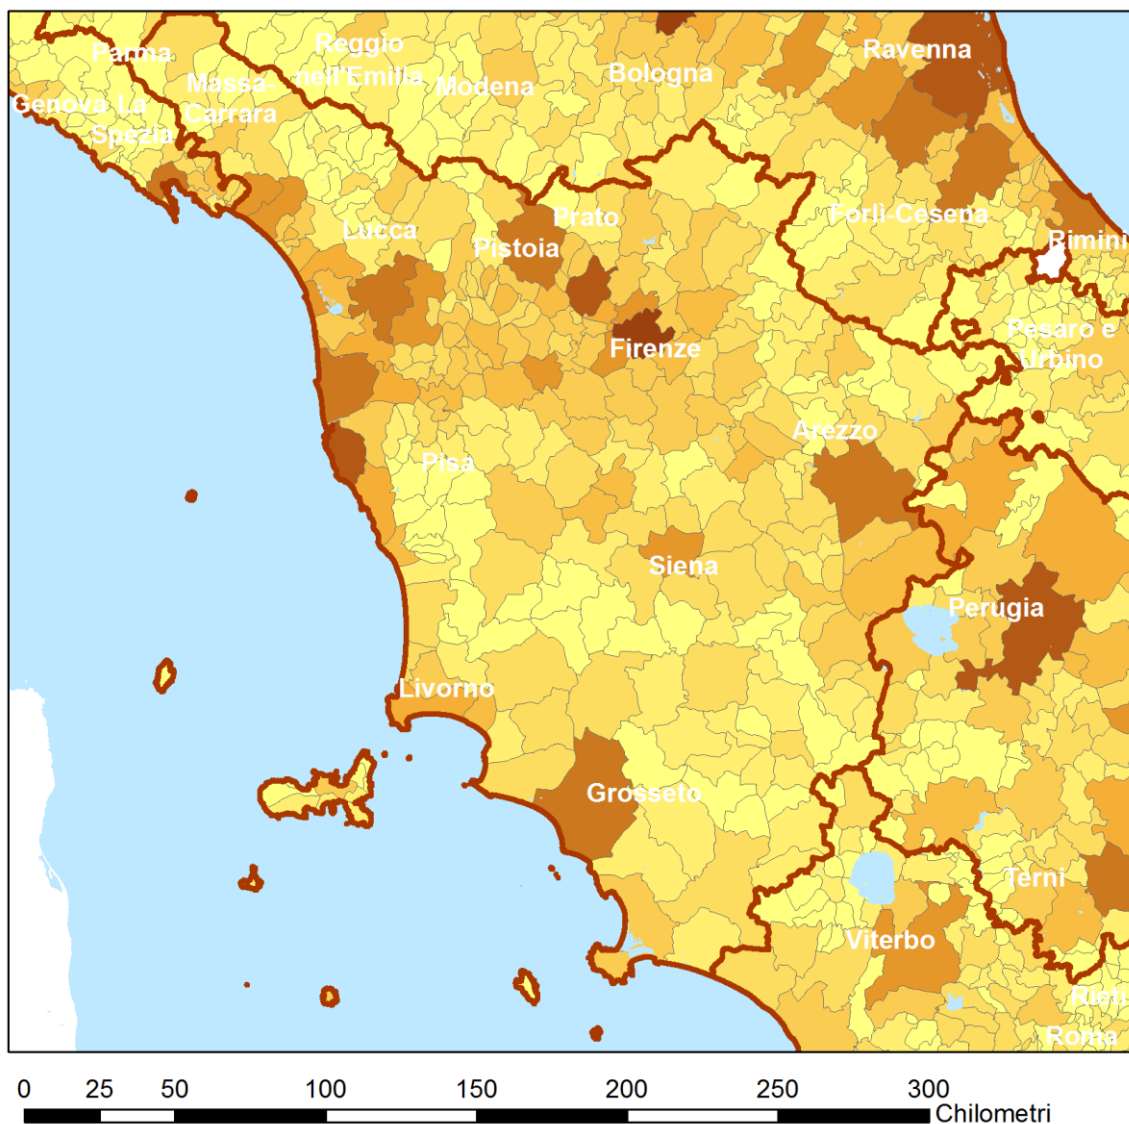 Parma
Reggio
nell'Emilia
Massa-
Carrara
Modena
Bologna
Ravenna
Genova
La
Spezia
Lucca
Pistoia
Prato
Forlì-Cesena
Rimini
Firenze
Pesaro e
Urbino
Pisa
Arezzo
Siena
Perugia
Livorno
Grosseto
Terni
Viterbo
Rieti
Roma
0 25 50 100 150 200 250 300
Chilometri